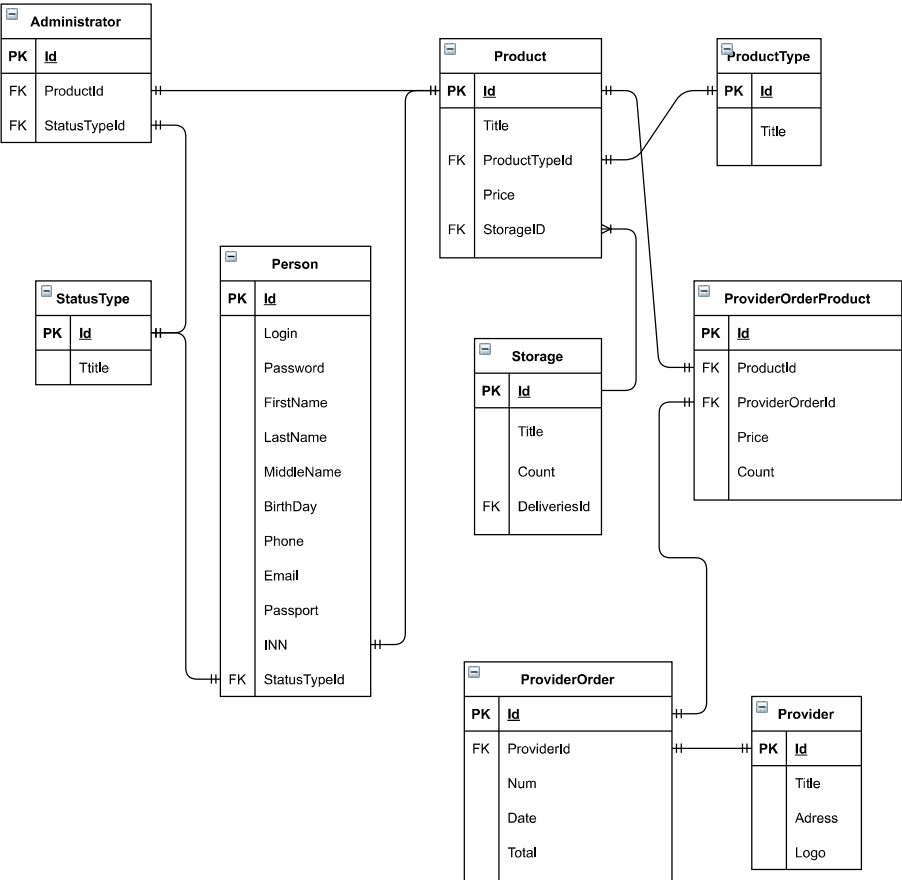 Administrator
PK Id
FK ProductId
FK StatusTypeId
Product
PK Id
Title
FK ProductTypeId
Price
FK StorageID
ProductType
PK Id
Title
StatusType
PK Id
Ttitle
Person
PK Id
Login
Password
FirstName
LastName
MiddleName
BirthDay
Phone
Email
Passport
INN
FK StatusTypeId
Storage
PK Id
Title
Count
FK DeliveriesId
ProviderOrderProduct
PK Id
FK ProductId
FK ProviderOrderId
Price
Count
ProviderOrder
PK Id
FK ProviderId
Num
Date
Total
Provider
PK Id
Title
Adress
Logo